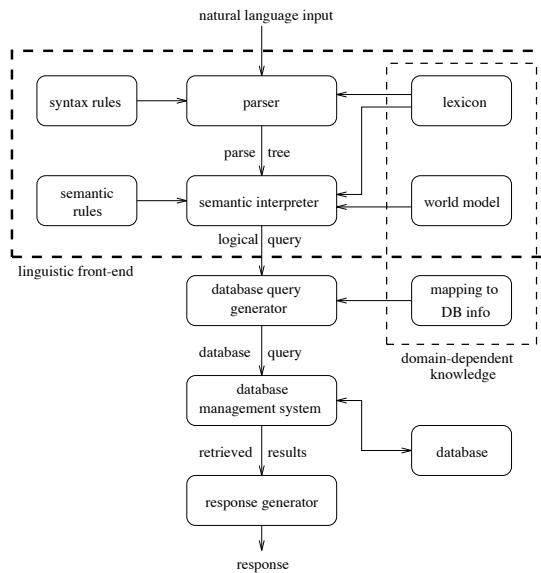 natural language input
syntax rules
parser
lexicon
parse tree
semantic
rules
semantic interpreter
world model
logical query
linguistic front-end
database query
generator
mapping to
DB info
database query
domain-dependent
knowledge
database
management system
retrieved results
database
response generator
response